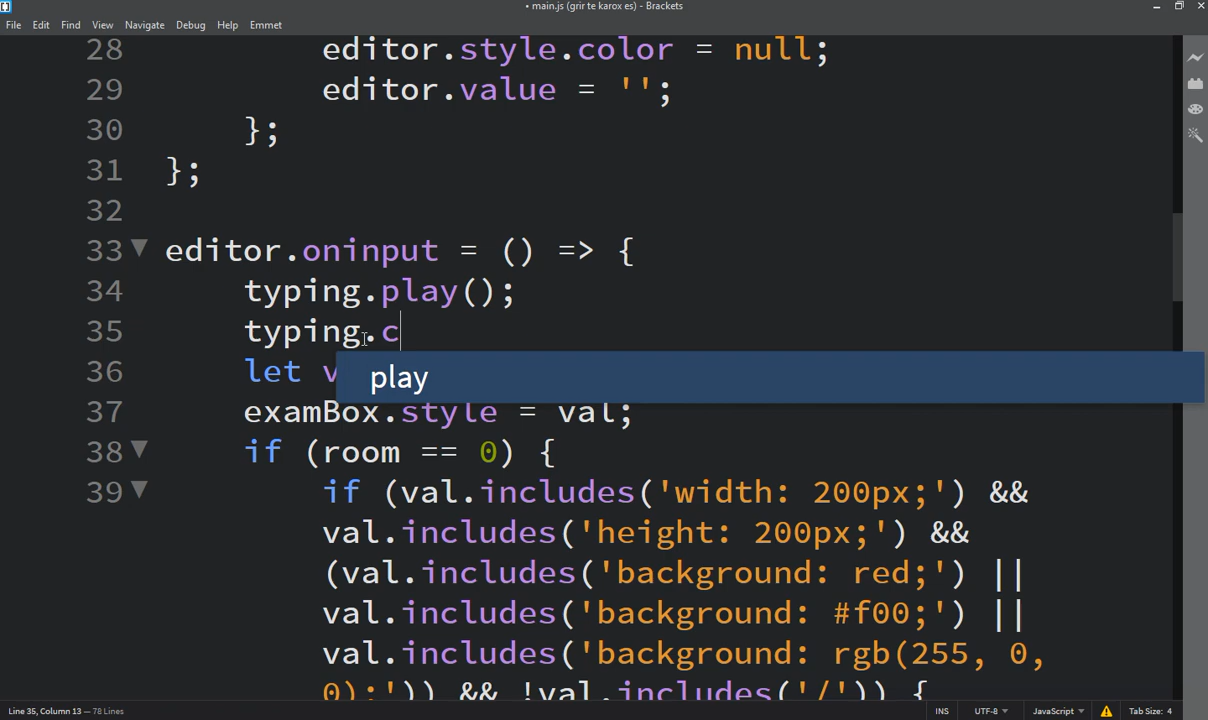 • main.js (grir te karox es) - Brackets
File Edit Find View Navigate Debug Help Emmet
28 editor.style.color = null;
29 editor.value = '';
30 };
31 };
32
33 editor.oninput = () => {
34 typing.play();
35 typing.c
36 let v
play
37 examBox.style = val;
38 if (room == 0) {
39 if (val.includes('width: 200px;') &&
val.includes('height: 200px;') &&
(val.includes('background: red;') ||
val.includes('background: #f00;') ||
val.includes('background: rgb(255, 0,
0);')) && !val.includes('/')) {
Line 35, Column 13 — 78 Lines INS UTF-8 JavaScript Tab Size: 4